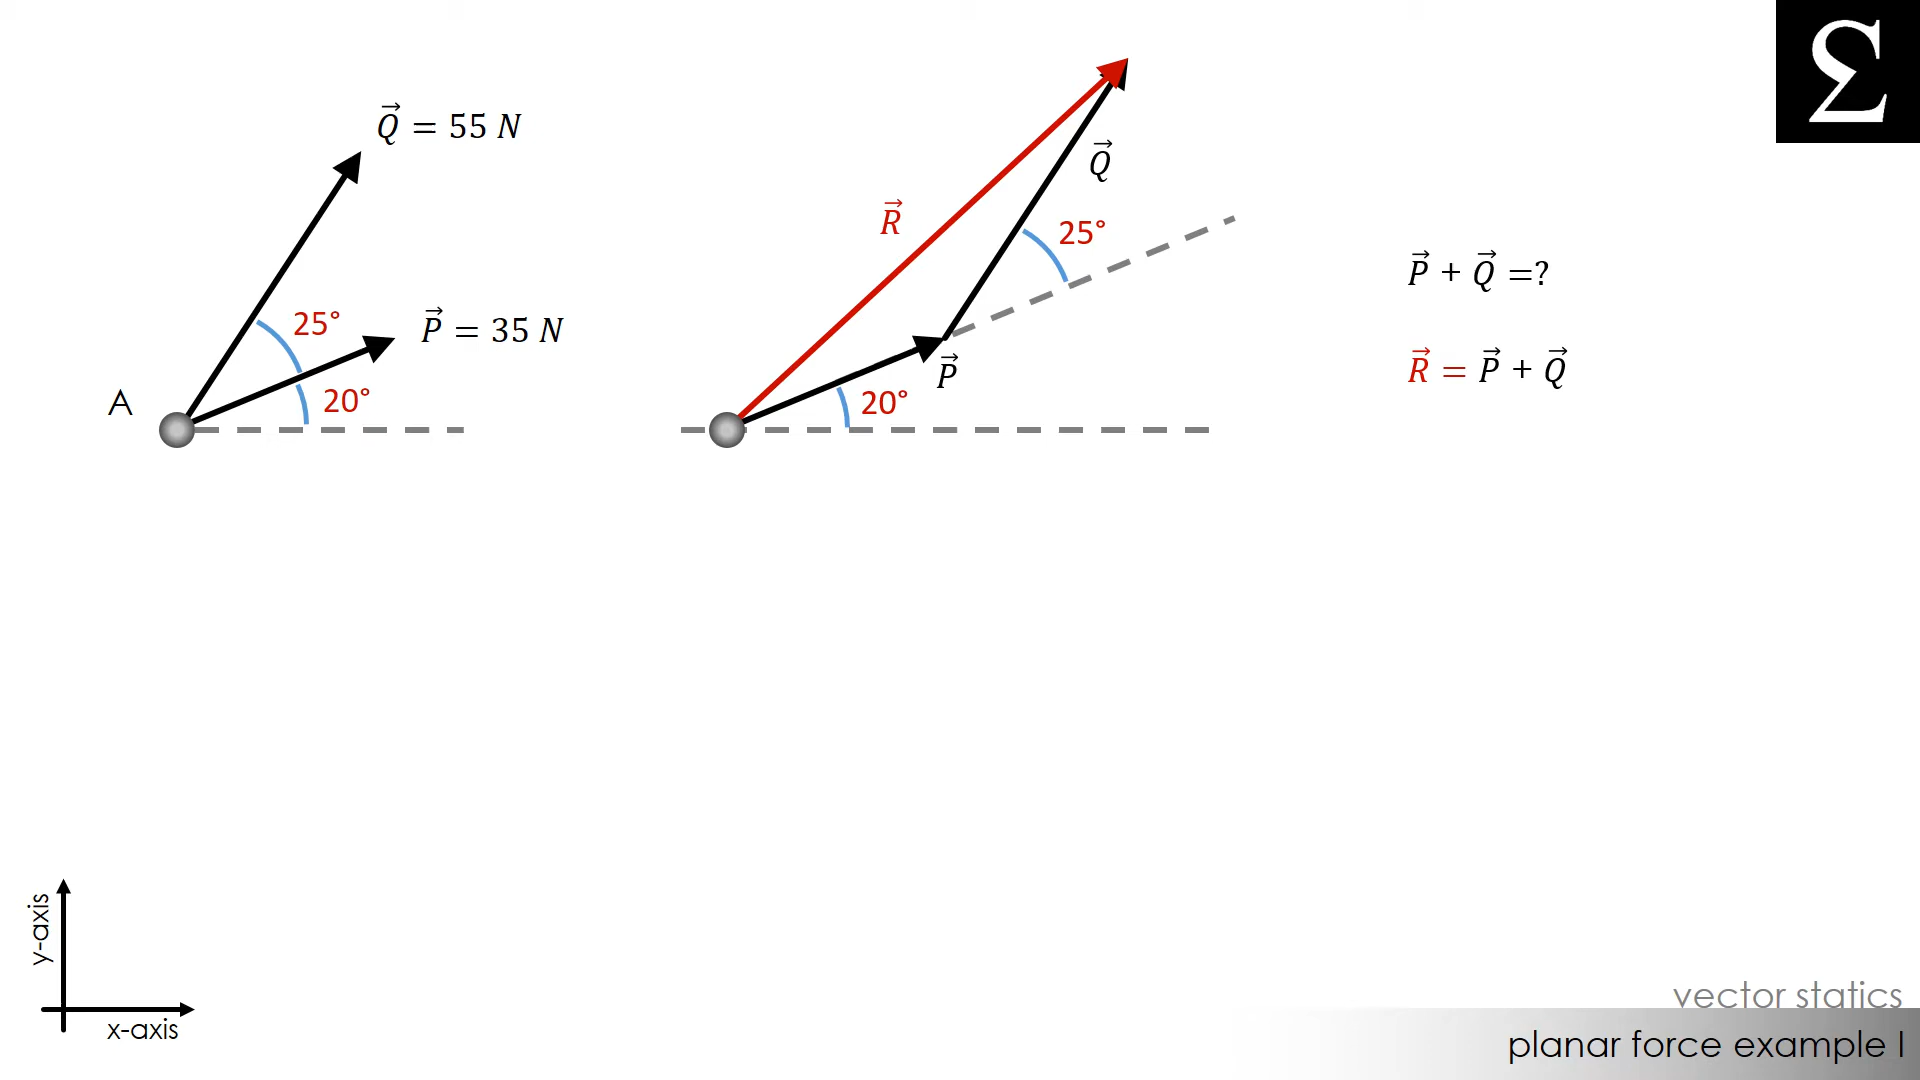 Σ
Q⃗ = 55 N
25°
P⃗ = 35 N
20°
A
R⃗
Q⃗
25°
P⃗
20°
P⃗ + Q⃗ =?
R⃗ = P⃗ + Q⃗
y-axis
x-axis
vector statics
planar force example I